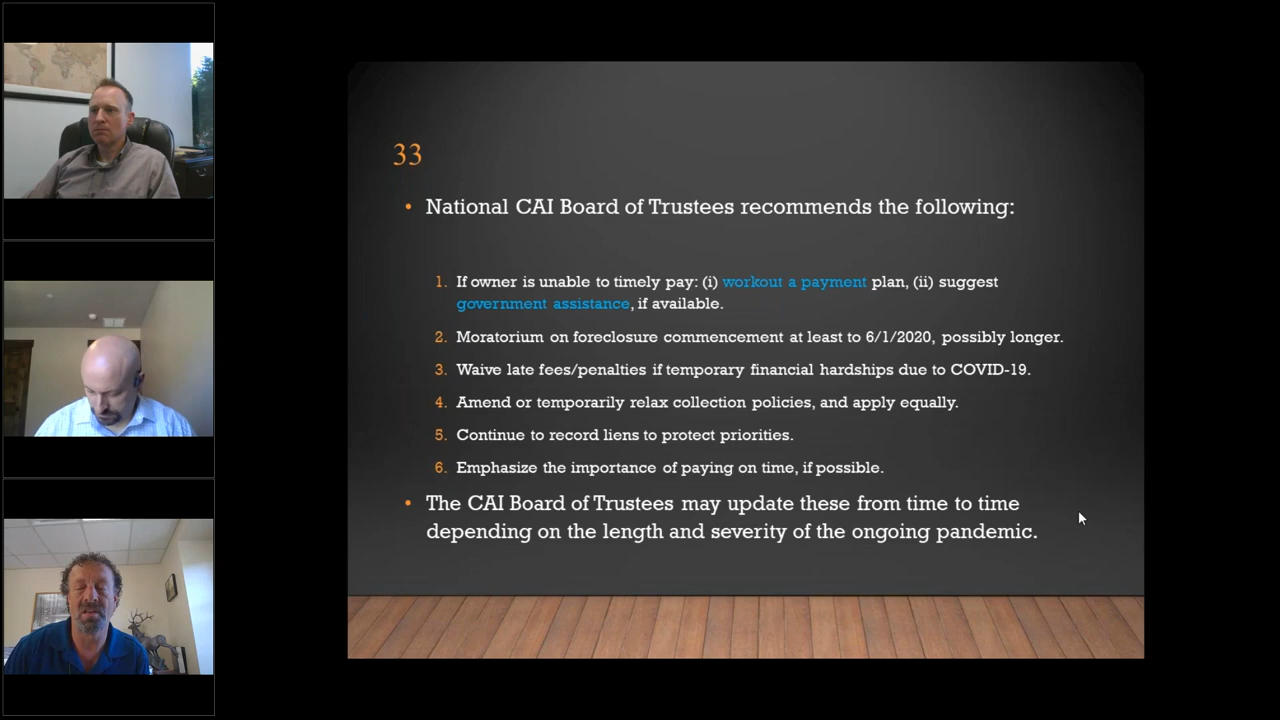 33
• National CAI Board of Trustees recommends the following:
1. If owner is unable to timely pay: (i) workout a payment plan, (ii) suggest
government assistance, if available.
2. Moratorium on foreclosure commencement at least to 6/1/2020, possibly longer.
3. Waive late fees/penalties if temporary financial hardships due to COVID-19.
4. Amend or temporarily relax collection policies, and apply equally.
5. Continue to record liens to protect priorities.
6. Emphasize the importance of paying on time, if possible.
• The CAI Board of Trustees may update these from time to time
depending on the length and severity of the ongoing pandemic.